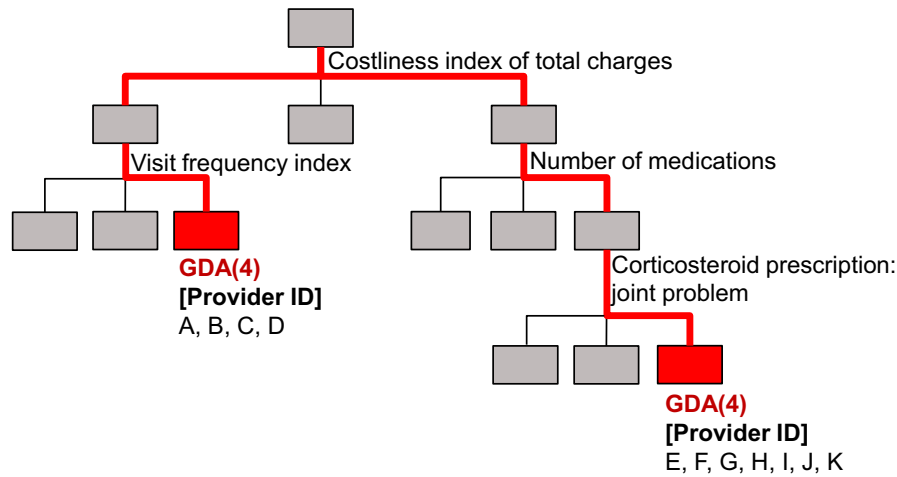 Costliness index of total charges
Visit frequency index
Number of medications
GDA(4)
[Provider ID]
A, B, C, D
Corticosteroid prescription:
joint problem
GDA(4)
[Provider ID]
E, F, G, H, I, J, K